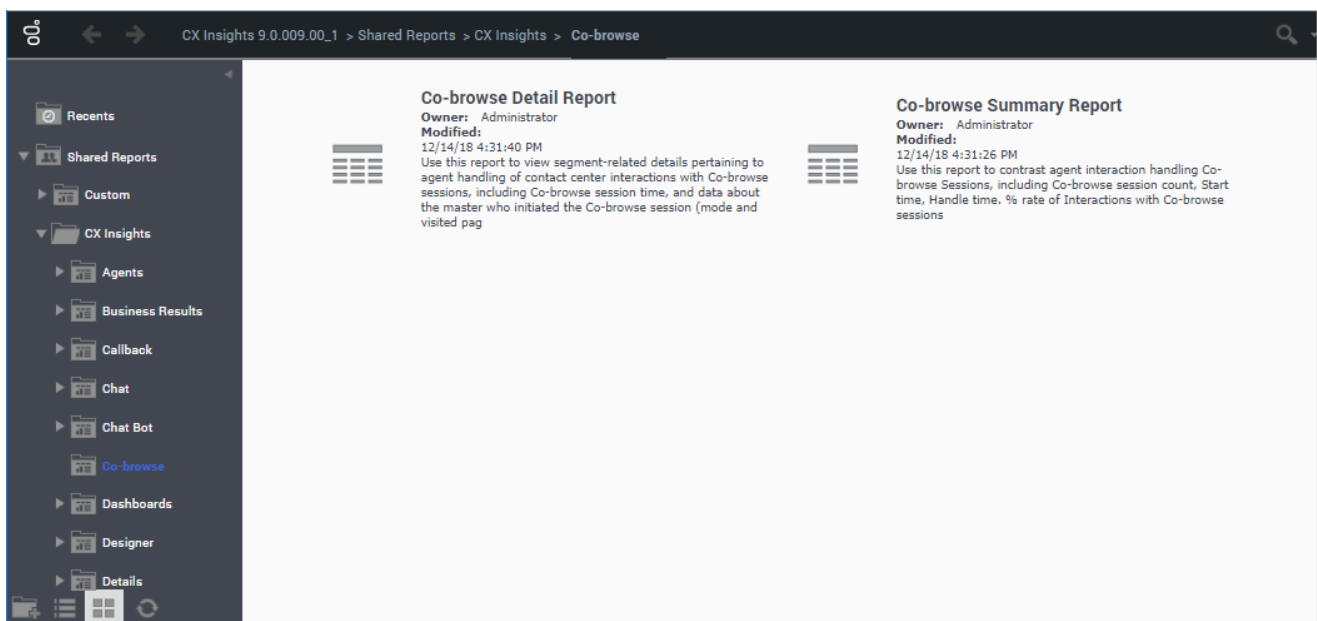 CX Insights 9.0.009.00_1 > Shared Reports > CX Insights > Co-browse
Recents
Shared Reports
Custom
CX Insights
Agents
Business Results
Callback
Chat
Chat Bot
Co-browse
Dashboards
Designer
Details
Co-browse Detail Report
Owner: Administrator
Modified:
12/14/18 4:31:40 PM
Use this report to view segment-related details pertaining to
agent handling of contact center interactions with Co-browse
sessions, including Co-browse session time, and data about
the master who initiated the Co-browse session (mode and
visited pag
Co-browse Summary Report
Owner: Administrator
Modified:
12/14/18 4:31:26 PM
Use this report to contrast agent interaction handling Co-
browse Sessions, including Co-browse session count, Start
time, Handle time. % rate of Interactions with Co-browse
sessions